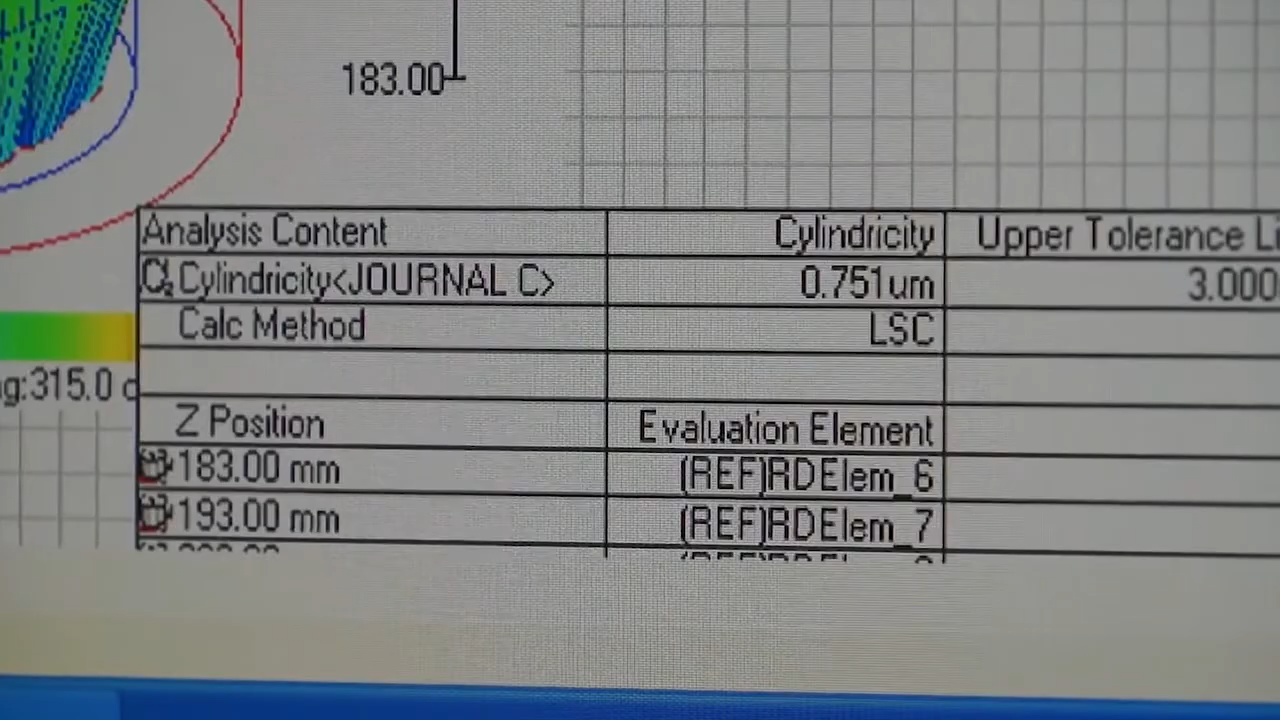 183.00
Analysis Content Cylindricity Upper Tolerance Li
Cylindricity<JOURNAL C> 0.751um 3.000
Calc Method LSC
g:315.0
Z Position Evaluation Element
183.00 mm (REF)RDElem_6
193.00 mm (REF)RDElem_7